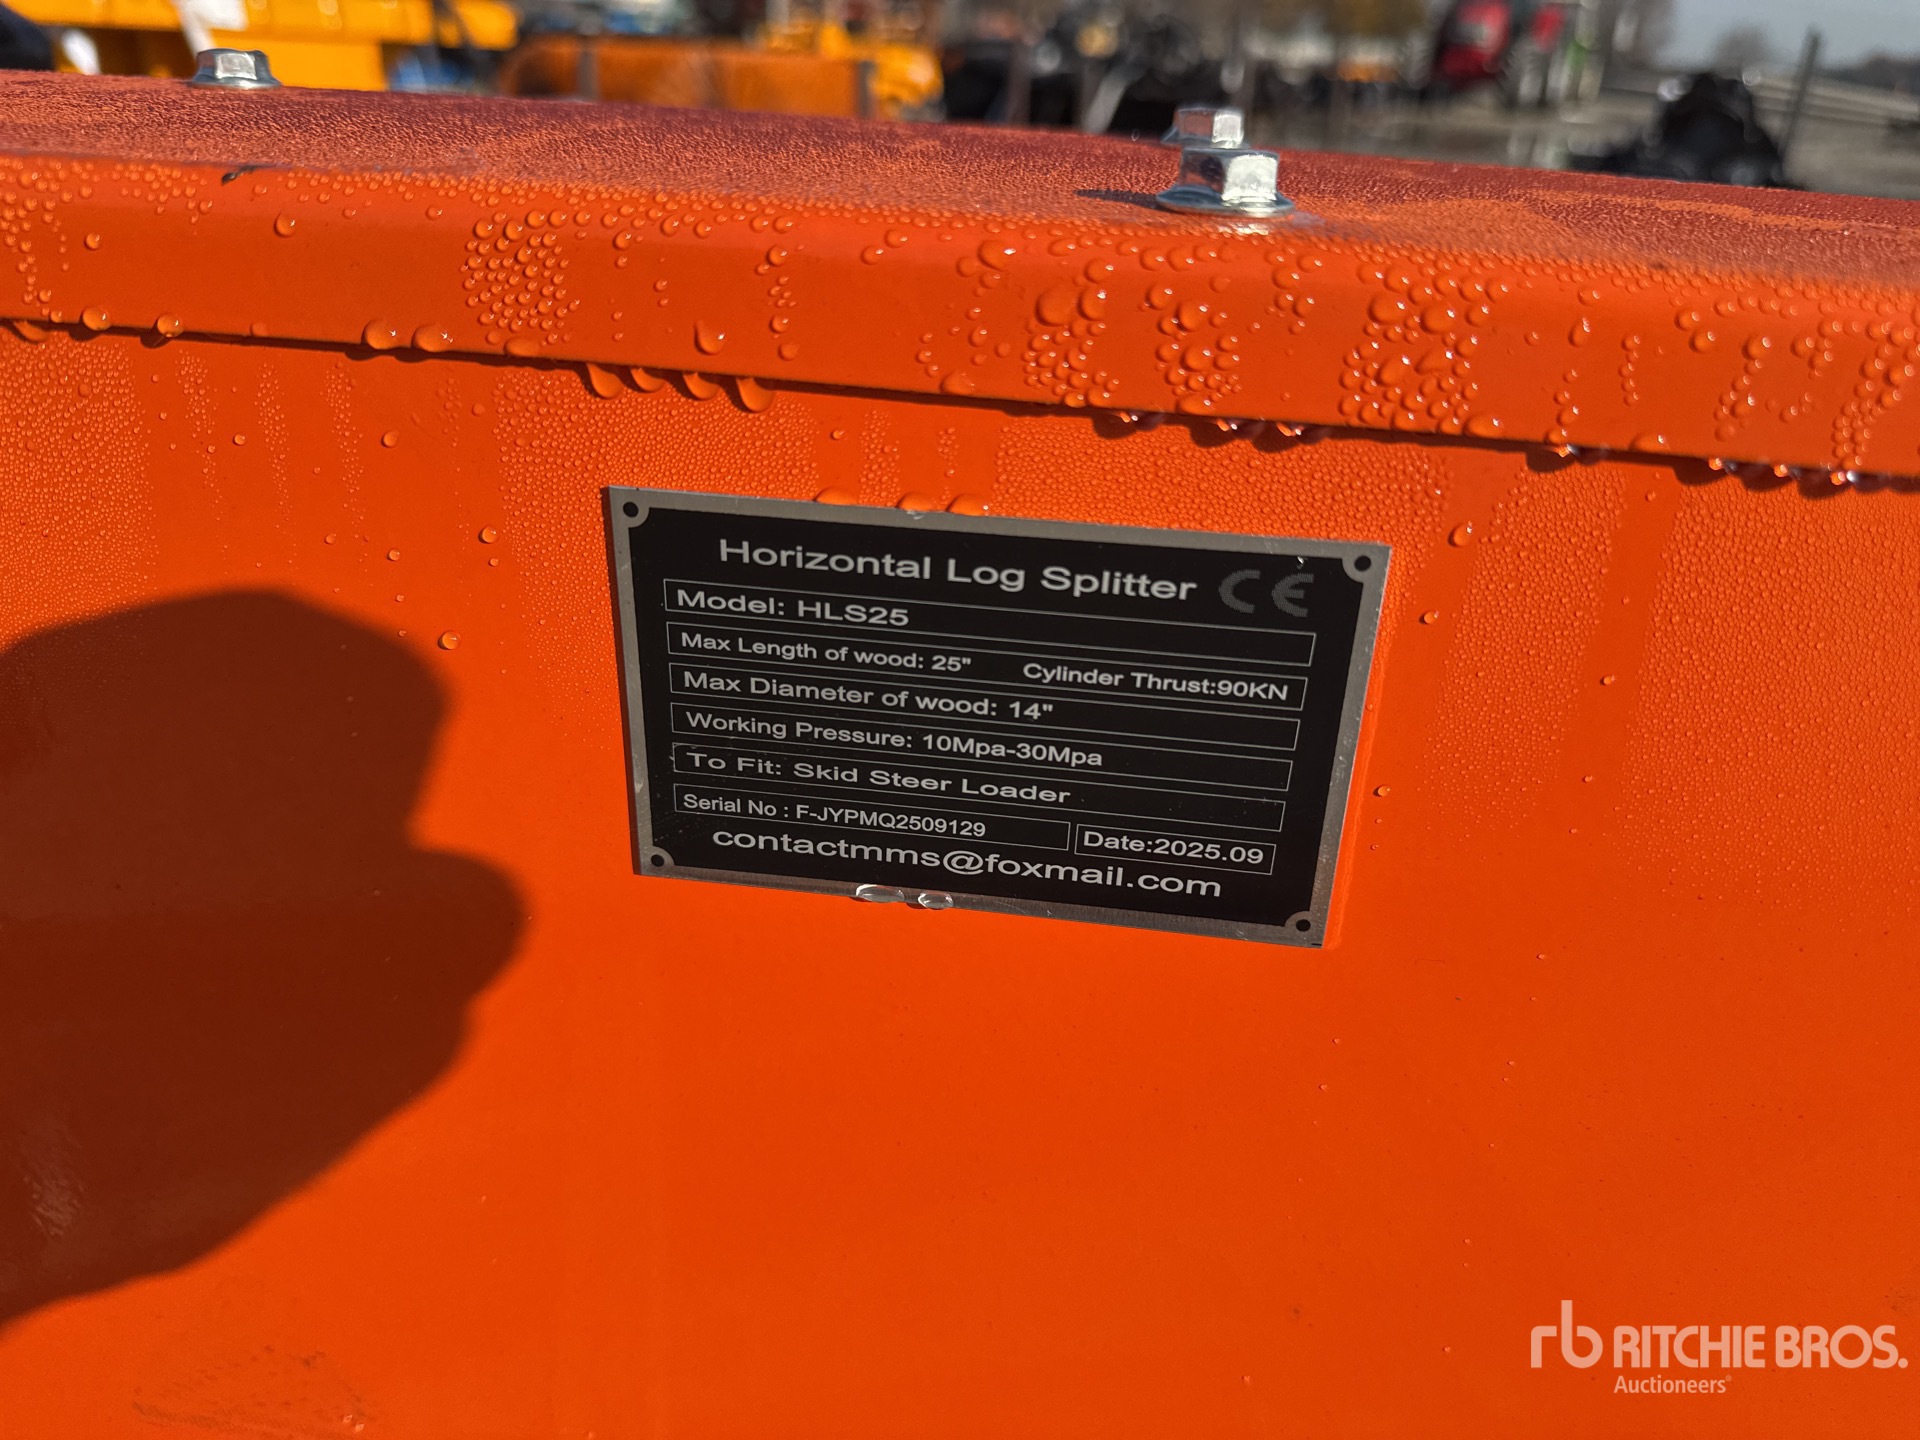 Horizontal Log Splitter CE
Model: HLS25
Max Length of wood: 25" Cylinder Thrust:90KN
Max Diameter of wood: 14"
Working Pressure: 10Mpa-30Mpa
To Fit: Skid Steer Loader
Serial No : F-JYPMQ2509129 Date:2025.09
contactmms@foxmail.com
rb RITCHIE BROS.
Auctioneers